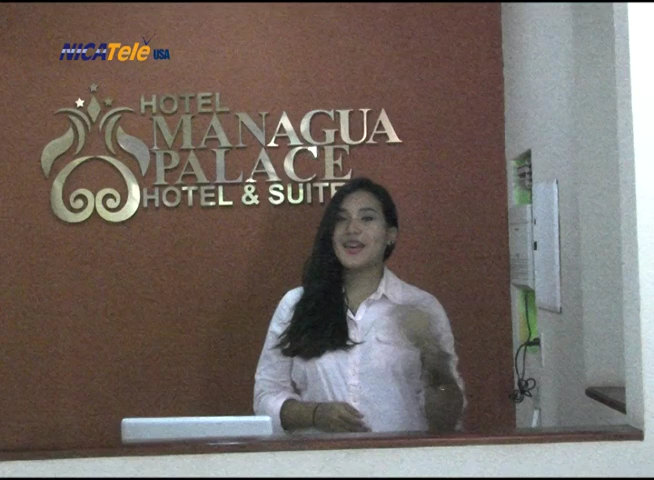 NICATele USA
HOTEL
MANAGUA
PALACE
HOTEL & SUITE